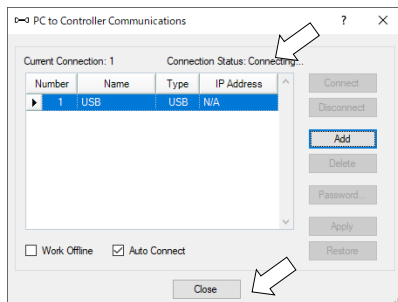 PC to Controller Communications
Current Connection: 1 Connection Status: Connecting...
Number Name Type IP Address
1 USB USB N/A
Connect
Disconnect
Add
Delete
Password...
Apply
Work Offline Auto Connect Restore
Close